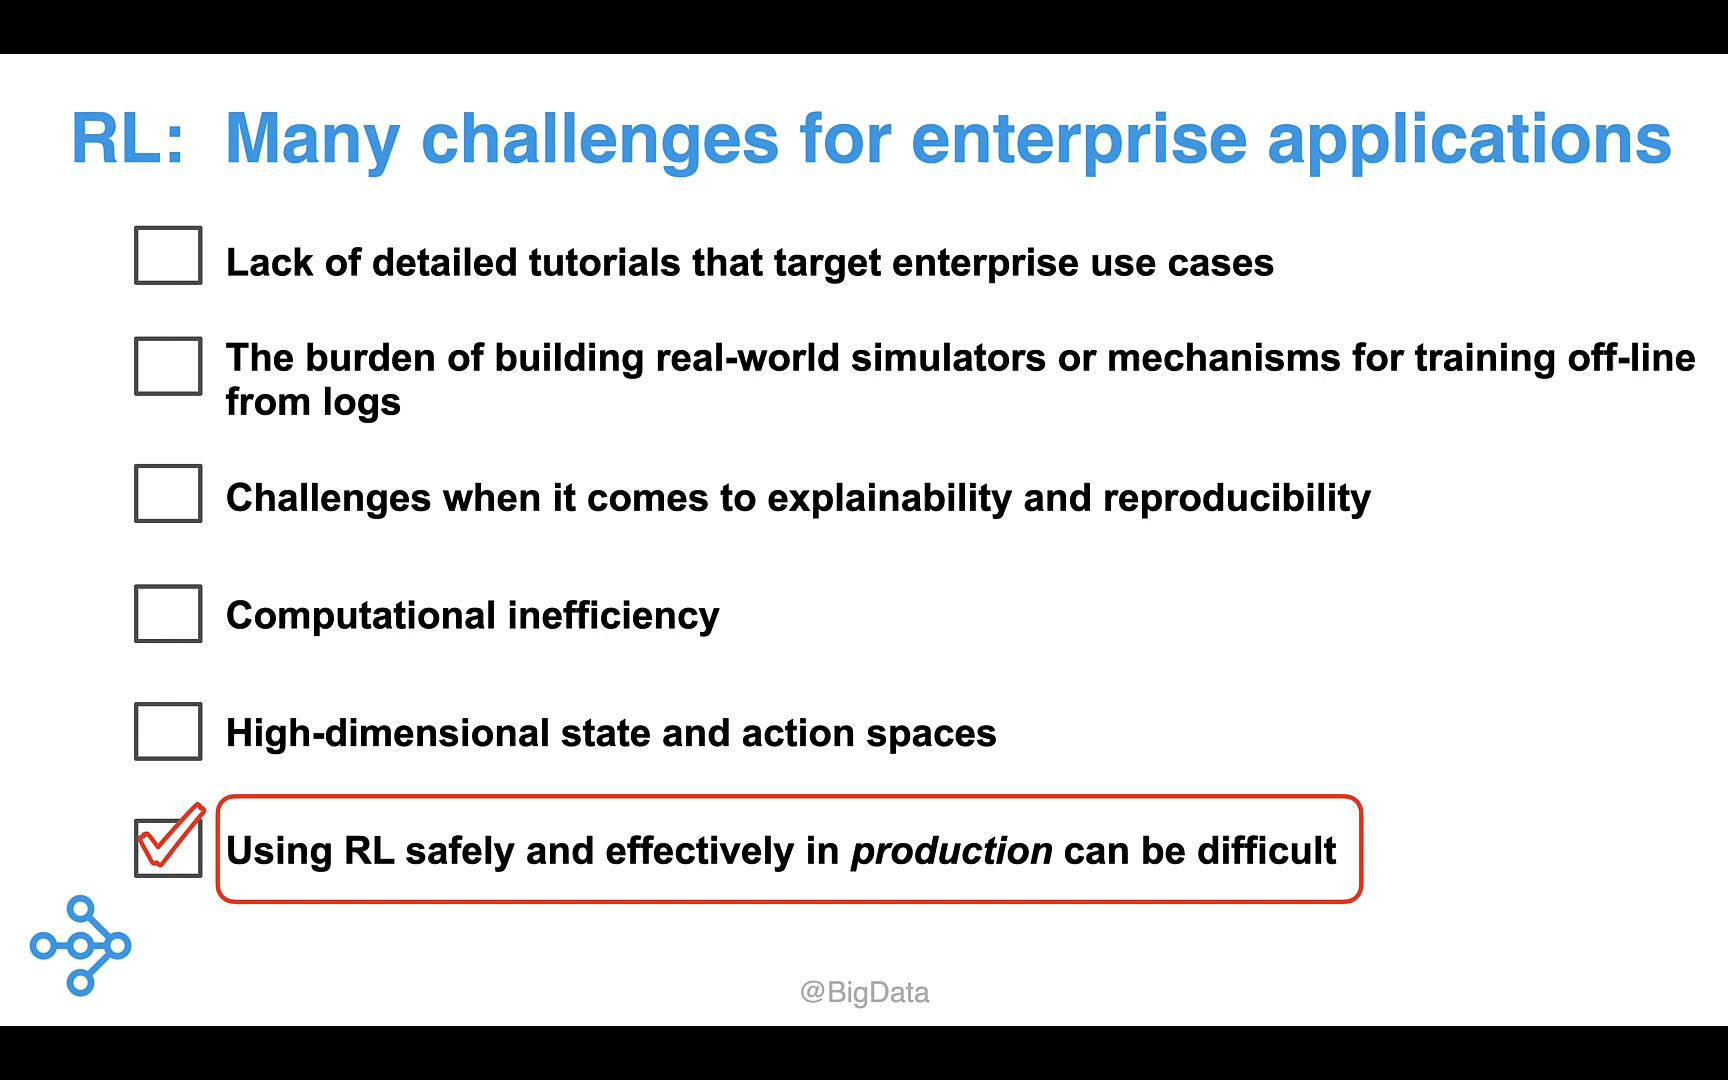 RL: Many challenges for enterprise applications
Lack of detailed tutorials that target enterprise use cases
The burden of building real-world simulators or mechanisms for training off-line
from logs
Challenges when it comes to explainability and reproducibility
Computational inefficiency
High-dimensional state and action spaces
Using RL safely and effectively in production can be difficult
@BigData